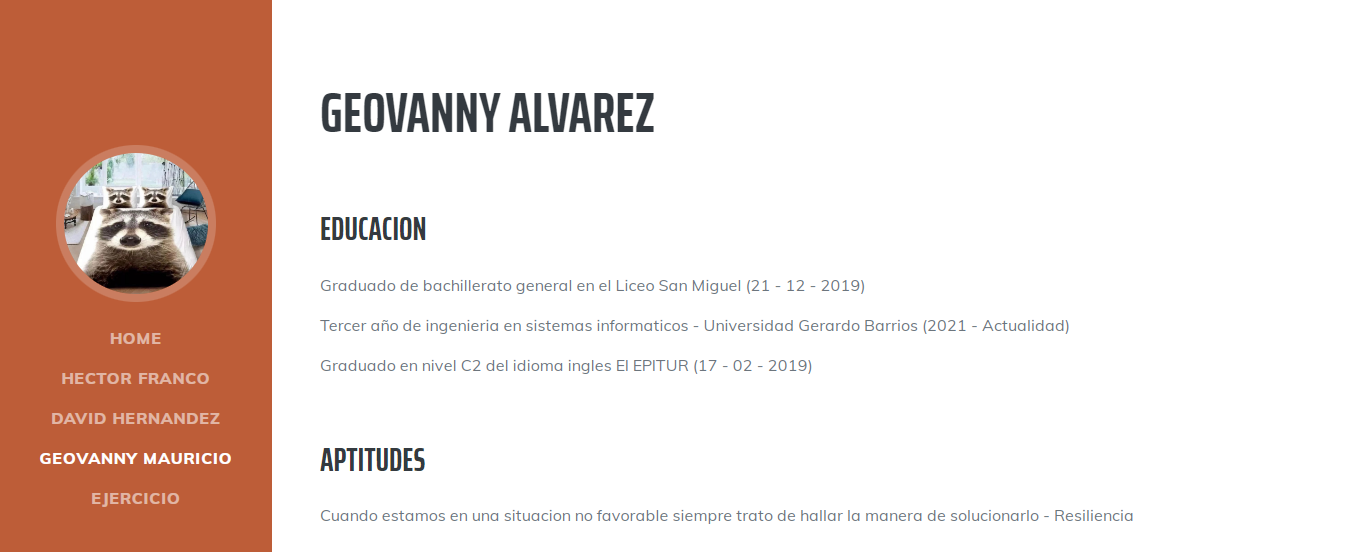 HOME
HECTOR FRANCO
DAVID HERNANDEZ
GEOVANNY MAURICIO
EJERCICIO
GEOVANNY ALVAREZ
EDUCACION
Graduado de bachillerato general en el Liceo San Miguel (21 - 12 - 2019)
Tercer año de ingenieria en sistemas informaticos - Universidad Gerardo Barrios (2021 - Actualidad)
Graduado en nivel C2 del idioma ingles El EPITUR (17 - 02 - 2019)
APTITUDES
Cuando estamos en una situacion no favorable siempre trato de hallar la manera de solucionarlo - Resiliencia